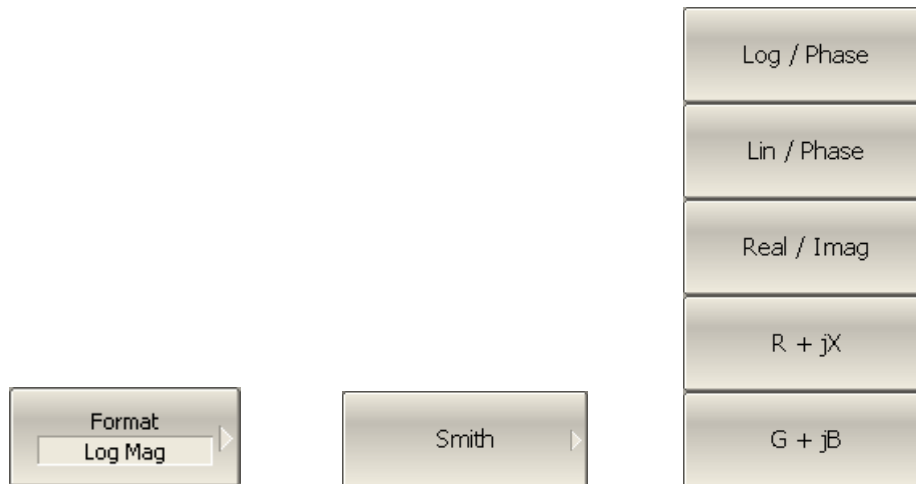 Format
Log Mag
Smith
Log / Phase
Lin / Phase
Real / Imag
R + jX
G + jB